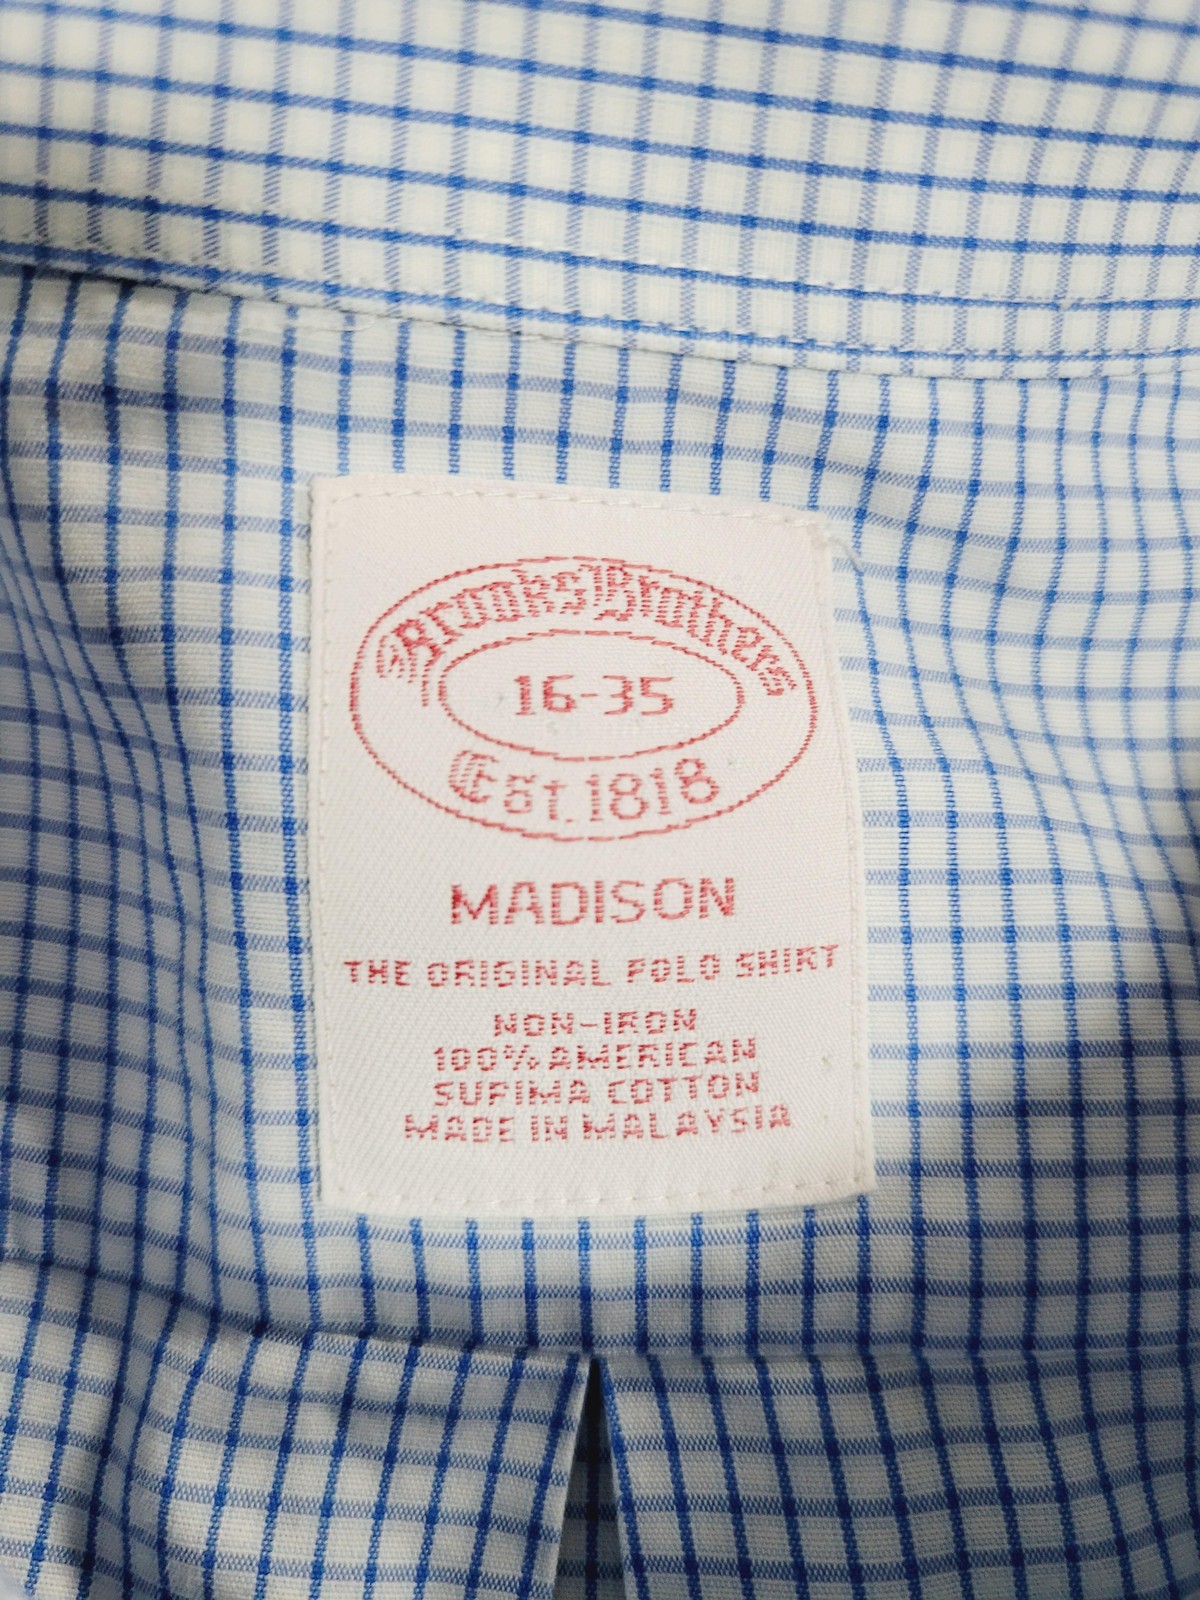 Brooks Brothers
16-35
Est. 1818
MADISON
THE ORIGINAL POLO SHIRT
NON-IRON
100% AMERICAN
SUPIMA COTTON
MADE IN MALAYSIA